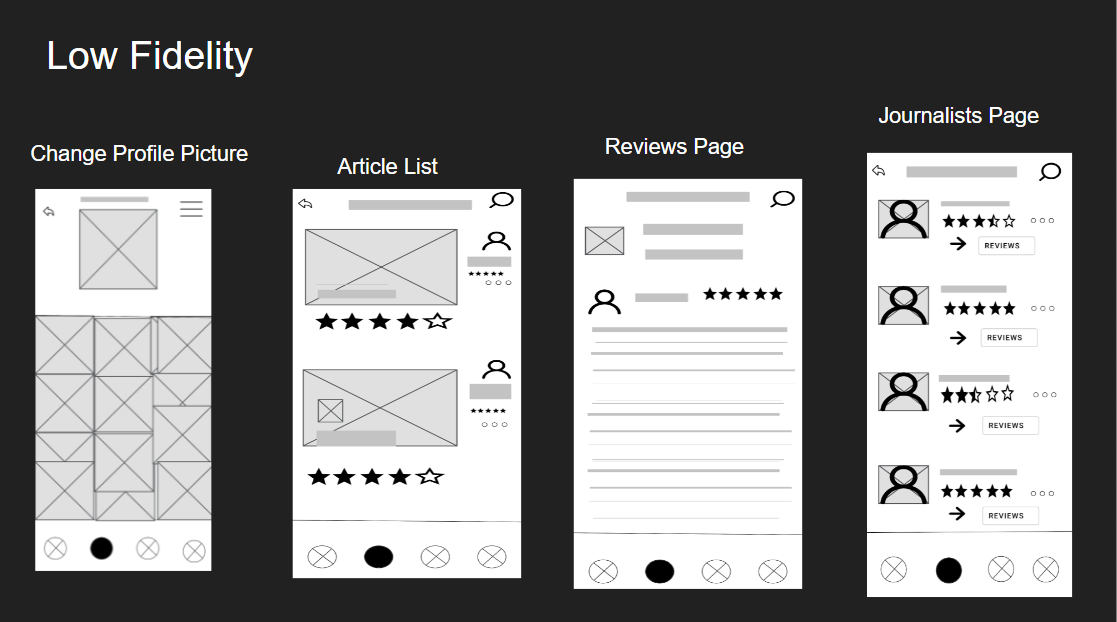 Low Fidelity
Change Profile Picture
Article List
Reviews Page
Journalists Page
REVIEWS
REVIEWS
REVIEWS
REVIEWS